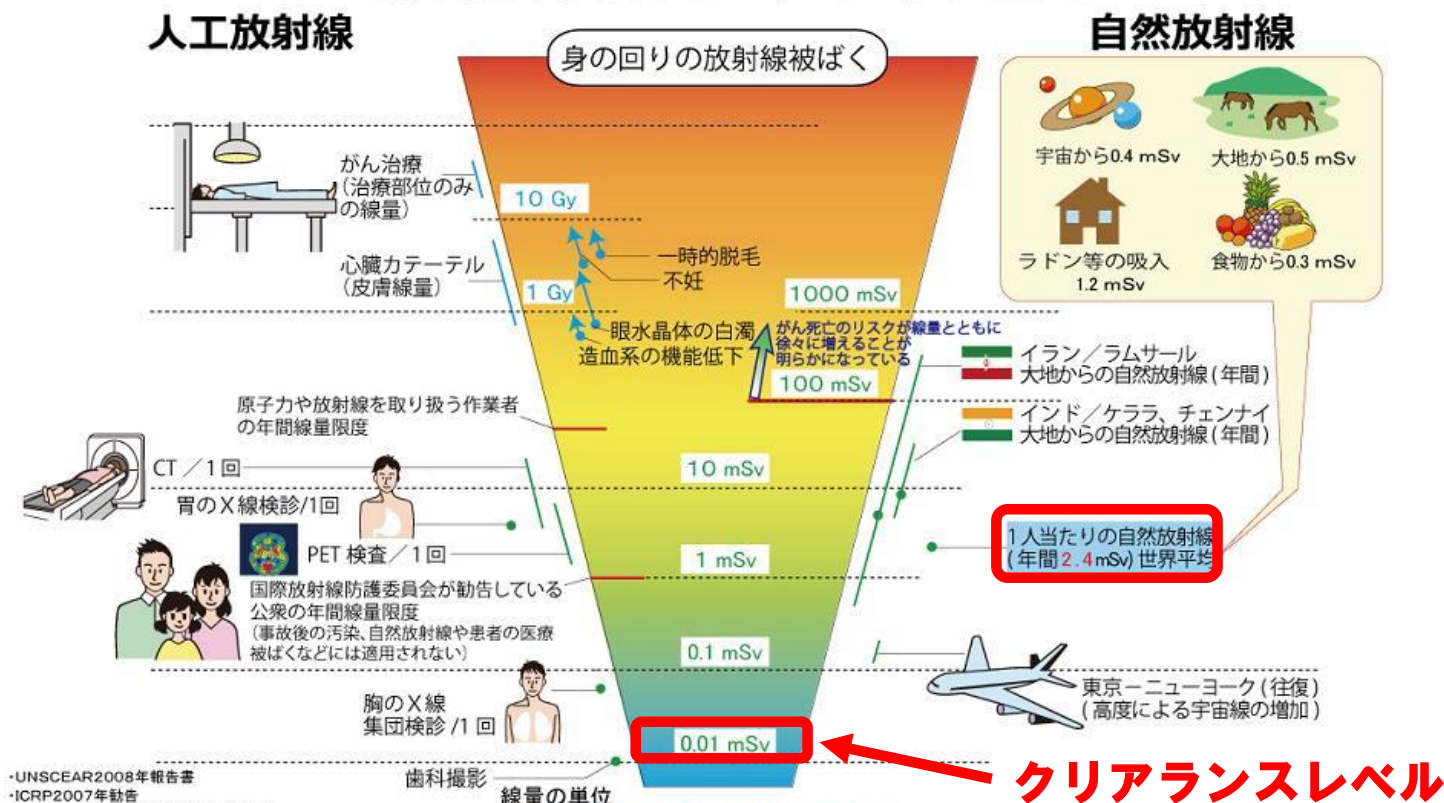 人工放射線
自然放射線
身の回りの放射線被ばく
宇宙から0.4 mSv
大地から0.5 mSv
ラドン等の吸入
1.2 mSv
食物から0.3 mSv
がん治療
(治療部位のみ
の線量)
10 Gy
心臓カテーテル
(皮膚線量)
1 Gy
一時的脱毛
不妊
眼水晶体の白濁
造血系の機能低下
1000 mSv
がん死亡のリスクが線量とともに
徐々に増えることが
明らかになっている
100 mSv
イラン/ラムサール
大地からの自然放射線(年間)
インド/ケララ、チェンナイ
大地からの自然放射線(年間)
原子力や放射線を取り扱う作業者
の年間線量限度
CT/1回
10 mSv
胃のX線検診/1回
PET検査/1回
1 mSv
1人当たりの自然放射線
(年間2.4mSv)世界平均
国際放射線防護委員会が勧告している
公衆の年間線量限度
(事故後の汚染、自然放射線や患者の医療
被ばくなどには適用されない)
0.1 mSv
東京-ニューヨーク(往復)
(高度による宇宙線の増加)
胸のX線
集団検診/1回
0.01 mSv
クリアランスレベル
歯科撮影
線量の単位
・UNSCEAR2008年報告書
・ICRP2007年勧告